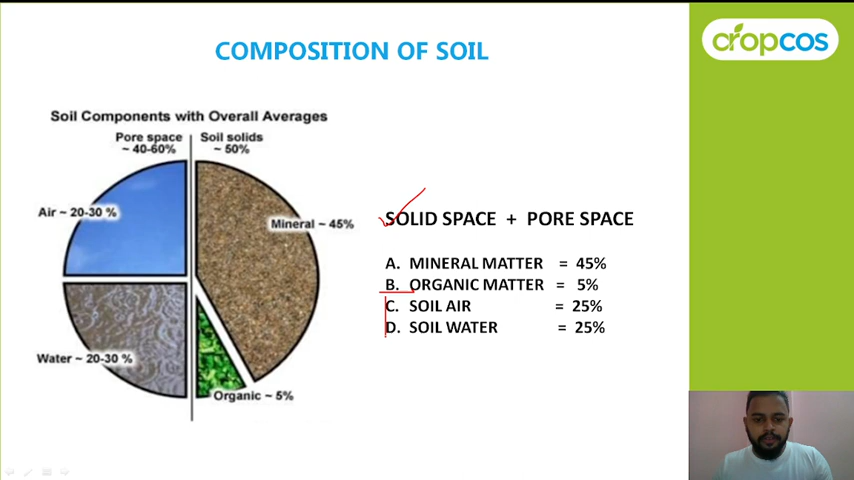 COMPOSITION OF SOIL
cropcos
Soil Components with Overall Averages
Pore space
~ 40-60%
Soil solids
~ 50%
Air ~ 20-30 %
Mineral ~ 45%
Water ~ 20-30 %
Organic ~ 5%
SOLID SPACE + PORE SPACE
A. MINERAL MATTER = 45%
B. ORGANIC MATTER = 5%
C. SOIL AIR = 25%
D. SOIL WATER = 25%